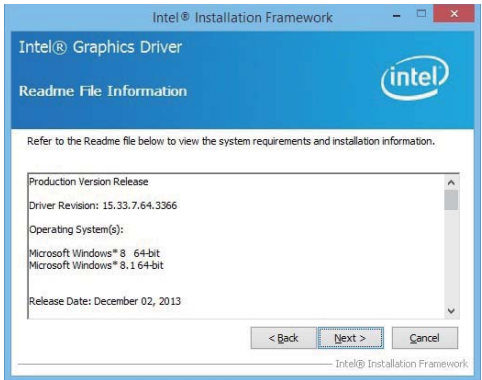 Intel® Installation Framework
Intel® Graphics Driver
Readme File Information
intel®
Refer to the Readme file below to view the system requirements and installation information.
Production Version Release
Driver Revision: 15.33.7.64.3366
Operating System(s):
Microsoft Windows* 8 64-bit
Microsoft Windows* 8.1 64-bit
Release Date: December 02, 2013
< Back Next > Cancel
Intel® Installation Framework